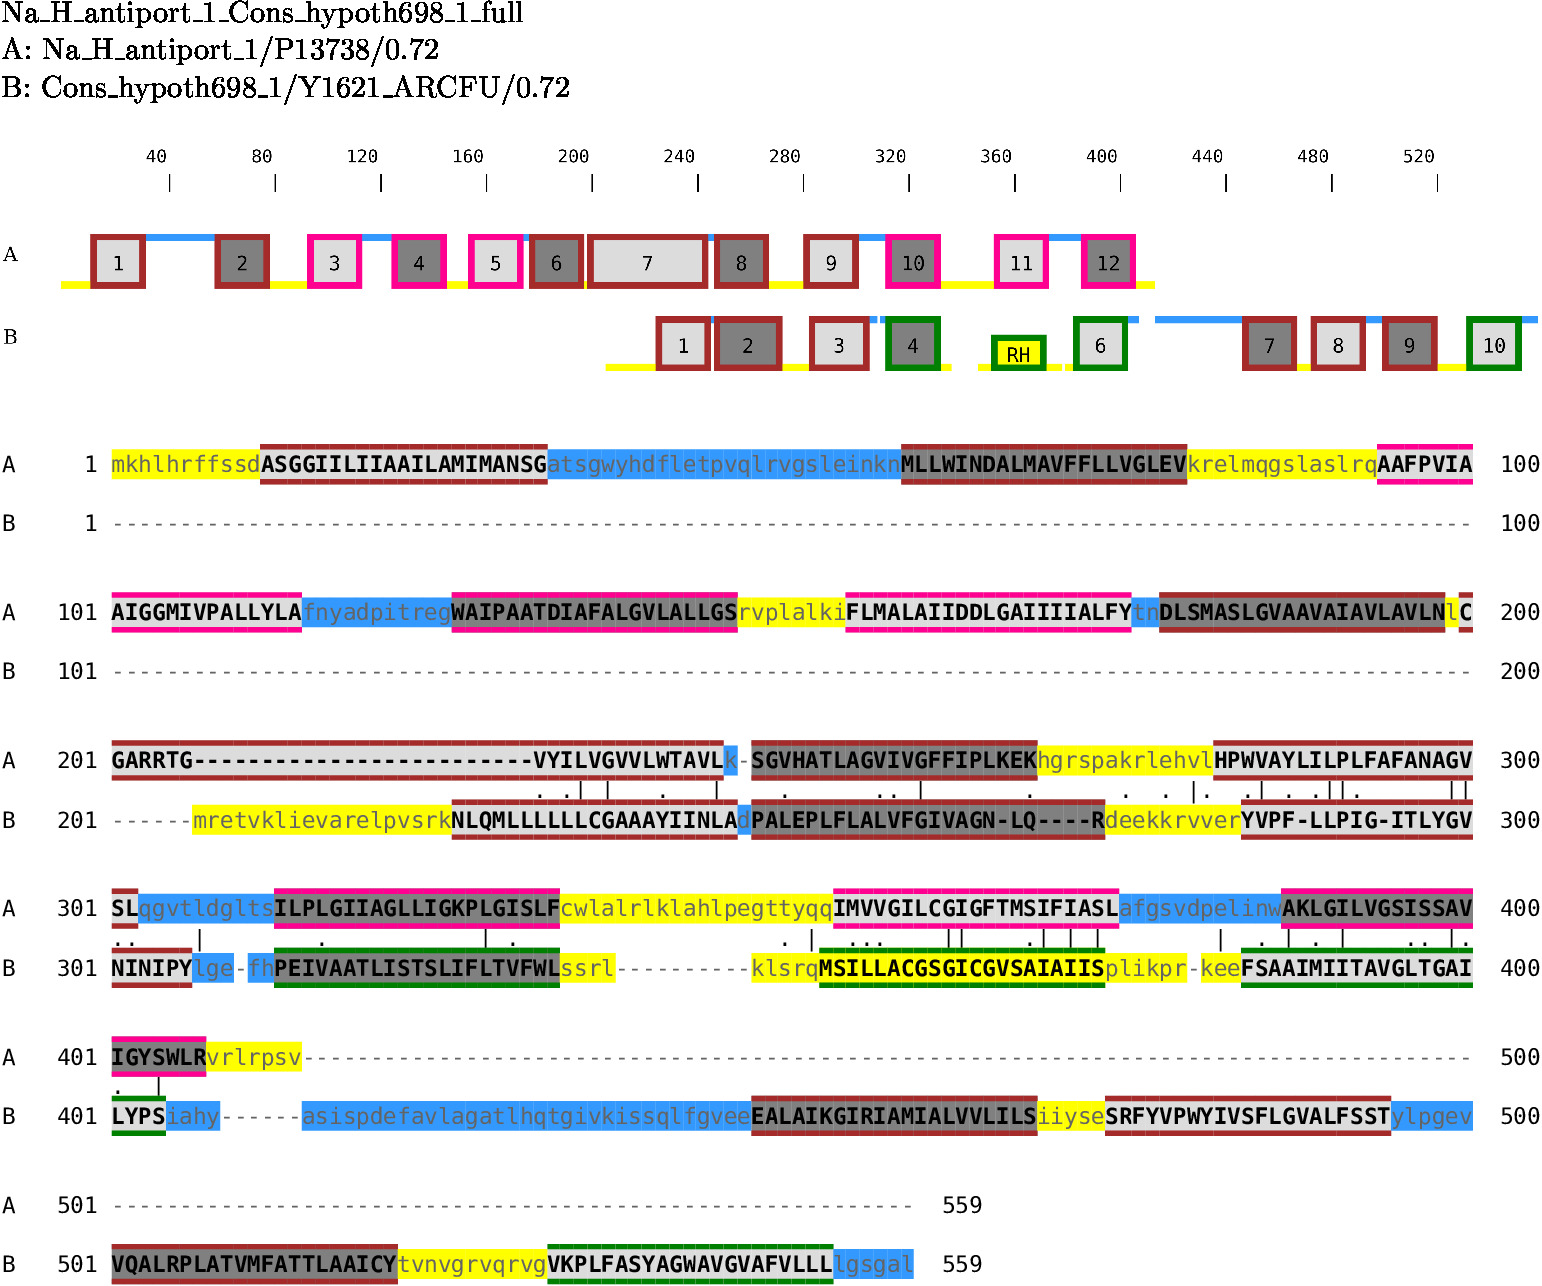 Na_H_antiport_1_Cons_hypoth698_1_full
A: Na_H_antiport_1/P13738/0.72
B: Cons_hypoth698_1/Y1621_ARCFU/0.72
40 80 120 160 200 240 280 320 360 400 440 480 520
A 1 2 3 4 5 6 7 8 9 10 11 12
B 1 2 3 4 RH 6 7 8 9 10
A 1 mkhlhrffssdASGGIILIIAAILAMIMANSGatsgwyhdfletpvqlrvgsleinknMLLWINDALMAVFFLLVGLEVkrelmqgslaslrqAAFPVIA 100
B 1 ---------------------------------------------------------------------------------------------------- 100
A 101 AIGGMIVPALLYLAfnyadpitregWAIPAATDIAFALGVLALLGSrvplalkiFLMALAIIDDLGAIIIIALFYtnDLSMASLGVAAVAIAVLAVLNlC 200
B 101 ---------------------------------------------------------------------------------------------------- 200
A 201 GARRTG-------------------------VYILVGVVLWTAVLk-SGVHATLAGVIVGFFIPLKEKhgrspakrlehvlHPWVAYLILPLFAFANAGV 300
B 201 ------mretvklievarelpvsrkNLQMLLLLLLCGAAAYIINLAdPALEPLFLALVFGIVAGN-LQ----RdeekkrvverYVPF-LLPIG-ITLYGV 300
A 301 SLqgvtldgltsILPLGIIAGLLIGKPLGISLFcwlalrlklahlpegttyqqIMVVGILCGIGFTMSIFIASLafgsvdpelinwAKLGILVGSISSAV 400
B 301 NINIPYlge-fhPEIVAATLISTSLIFLTVFWLssrl----------klsrqMSILLACGSGICGVSAIAIISplikpr-keeFSAAIMIITAVGLTGAI 400
A 401 IGYSWLRvrlrpsv-------------------------------------------------------------------------------------- 500
B 401 LYPSiahy------asispdefavlagatlhqtgivkissqlfgveeEALAIKGIRIAMIALVVLILSiiyseSRFYVPWYIVSFLGVALFSSTylpgev 500
A 501 ----------------------------------------------------------- 559
B 501 VQALRPLATVMFATTLAAICYtvnvgrvqrvgVKPLFASYAGWAVGVAFVLLLlgsgal 559